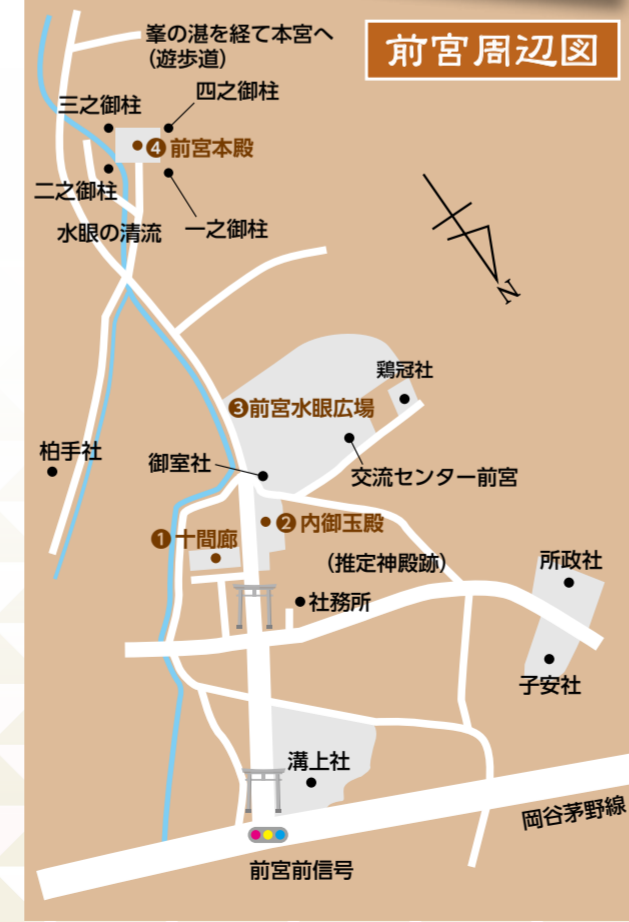 前宮周辺図
峯の湛を経て本宮へ
(遊歩道)
四之御柱
三之御柱
❹前宮本殿
二之御柱
一之御柱
水眼の清流
N
鶏冠社
❸前宮水眼広場
柏手社
御室社
交流センター前宮
❷内御玉殿
❶十間廊
(推定神殿跡)
所政社
社務所
子安社
溝上社
岡谷茅野線
前宮前信号